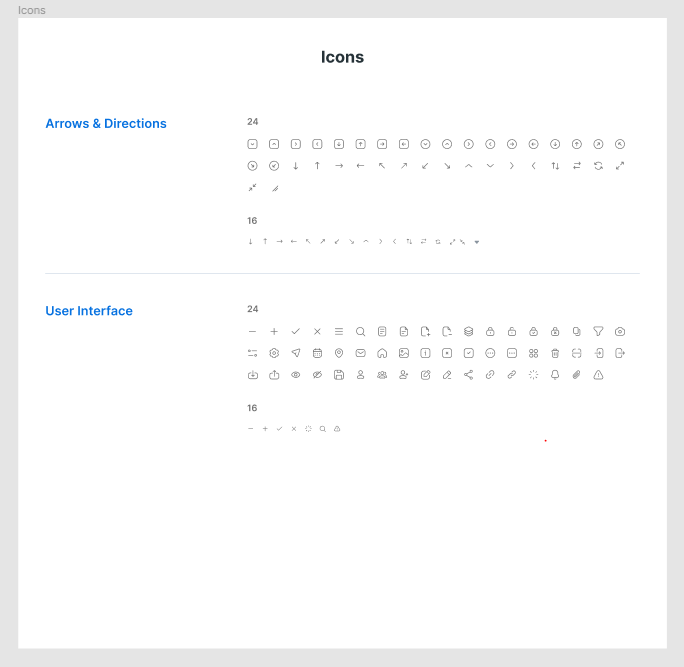 Icons
Icons
Arrows & Directions
24
16
User Interface
24
16